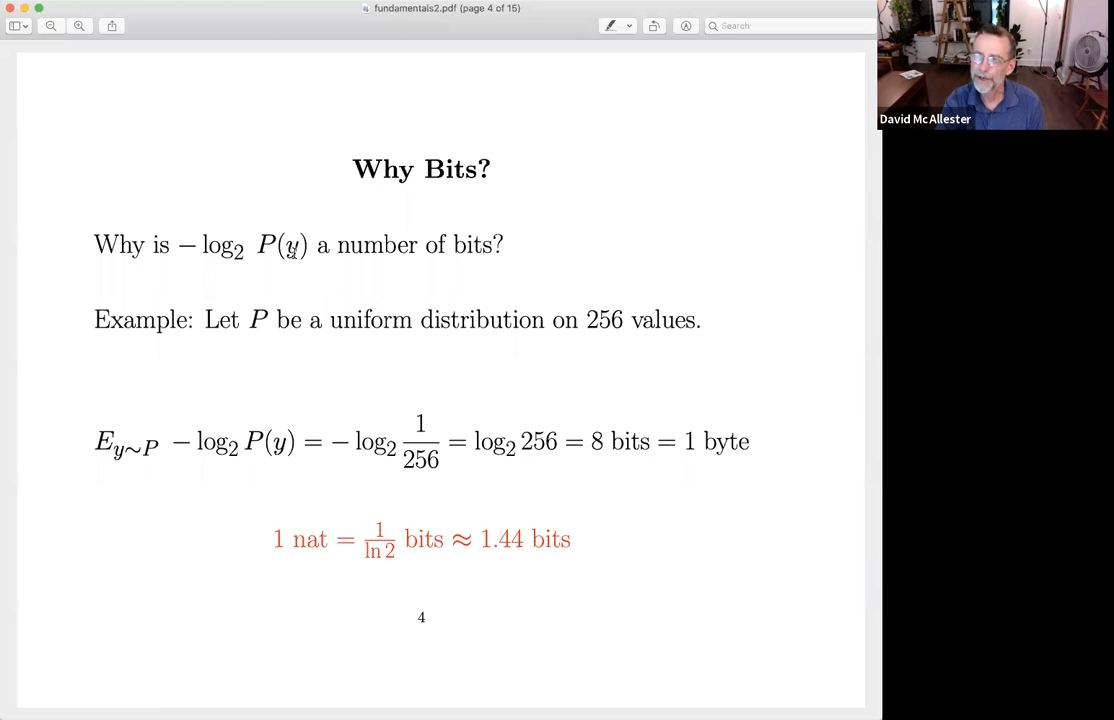 fundamentals2.pdf (page 4 of 15)
Search
David McAllester
Why Bits?
Why is − log₂ P(y) a number of bits?
Example: Let P be a uniform distribution on 256 values.
E_{y∼P} − log₂ P(y) = − log₂ 1/256 = log₂ 256 = 8 bits = 1 byte
1 nat = 1/ln 2 bits ≈ 1.44 bits
4